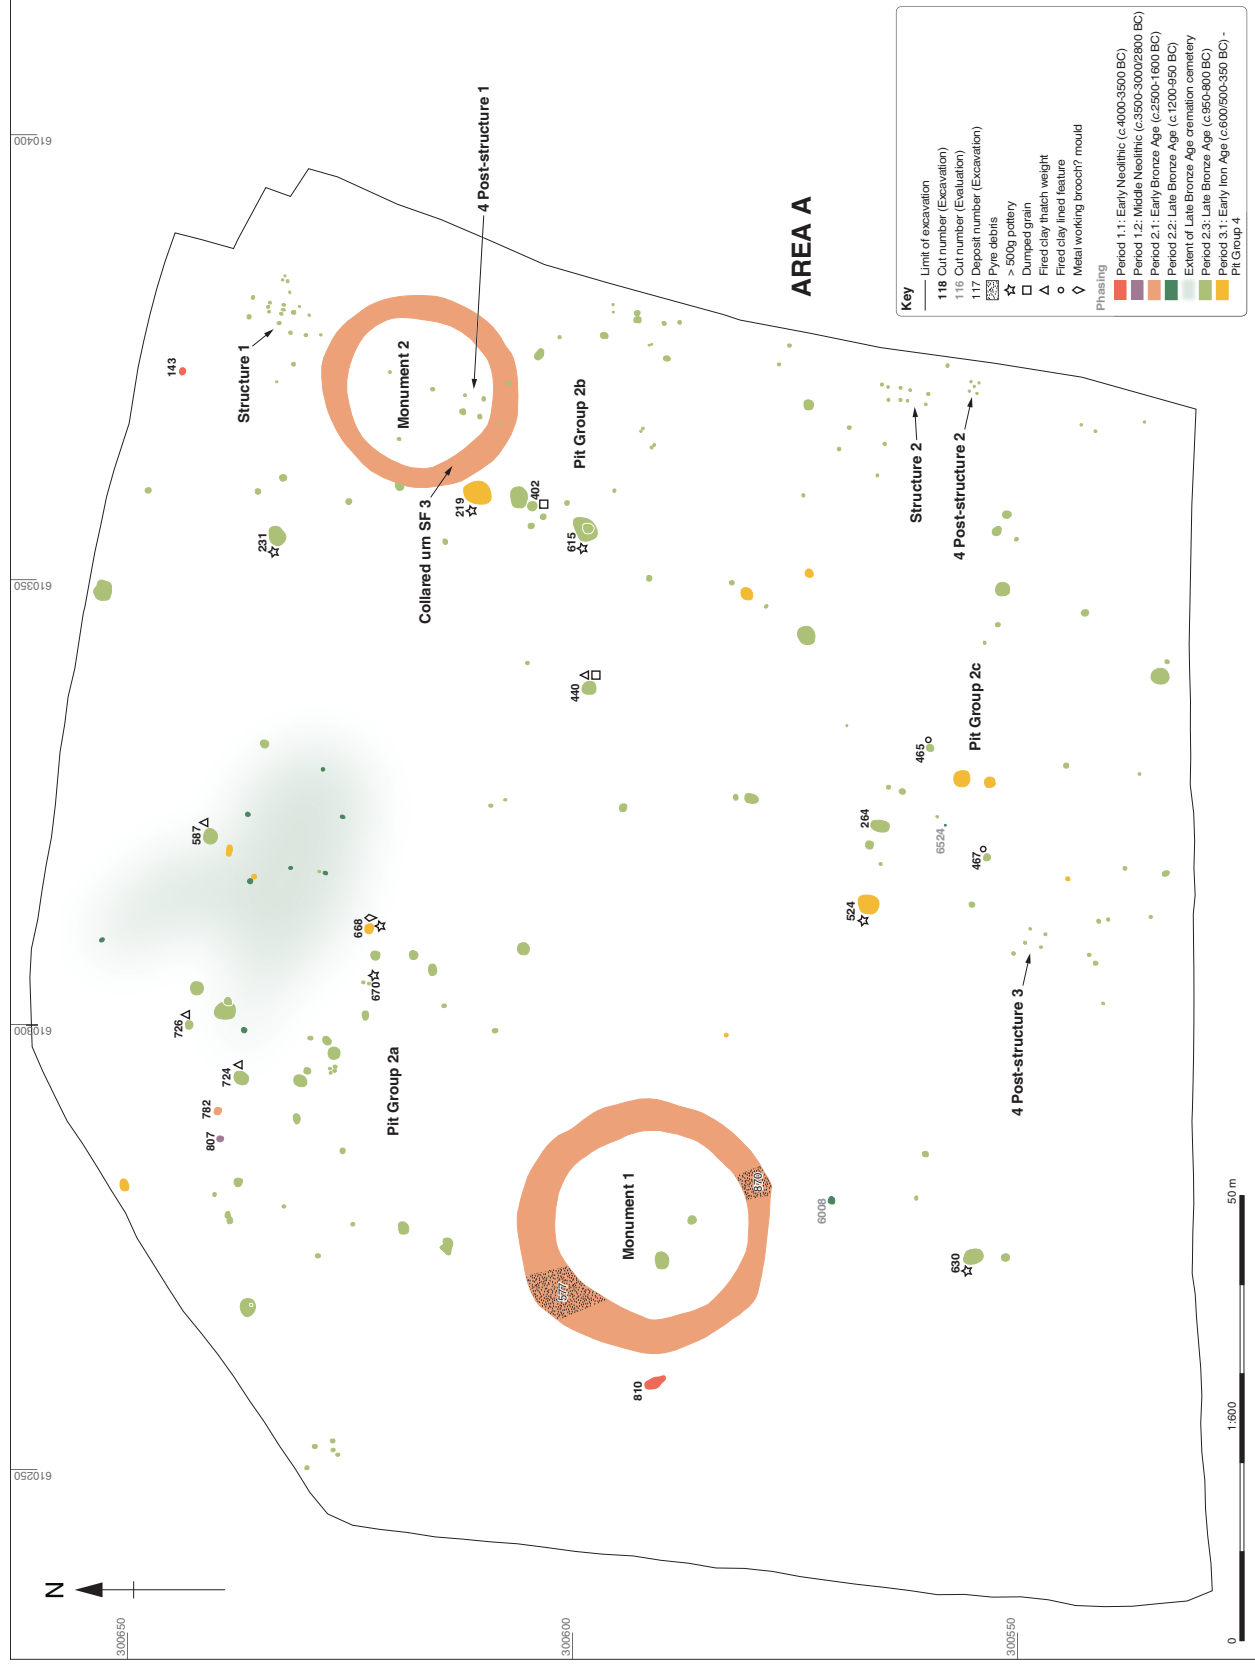 610250
610300
610350
610400
300650
300600
300550
N
AREA A
143
Structure 1
Monument 2
4 Post-structure 1
Collared urn SF 3
219
231
Pit Group 2b
402
615
440
587
668
670
726
724
782
807
Pit Group 2a
Monument 1
577
870
810
6008
630
Structure 2
4 Post-structure 2
Pit Group 2c
465
264
6524
467
524
4 Post-structure 3
0
1:600
50 m
Key
Limit of excavation
118 Cut number (Excavation)
116 Cut number (Evaluation)
117 Deposit number (Excavation)
Pyre debris
> 500g pottery
Dumped grain
Fired clay thatch weight
Fired clay lined feature
Metal working brooch? mould
Phasing
Period 1.1: Early Neolithic (c.4000-3500 BC)
Period 1.2: Middle Neolithic (c.3500-3000/2800 BC)
Period 2.1: Early Bronze Age (c.2500-1600 BC)
Period 2.2: Late Bronze Age (c.1200-950 BC)
Extent of Late Bronze Age cremation cemetery
Period 2.3: Late Bronze Age (c.950-800 BC)
Period 3.1: Early Iron Age (c.600/500-350 BC) -
Pit Group 4